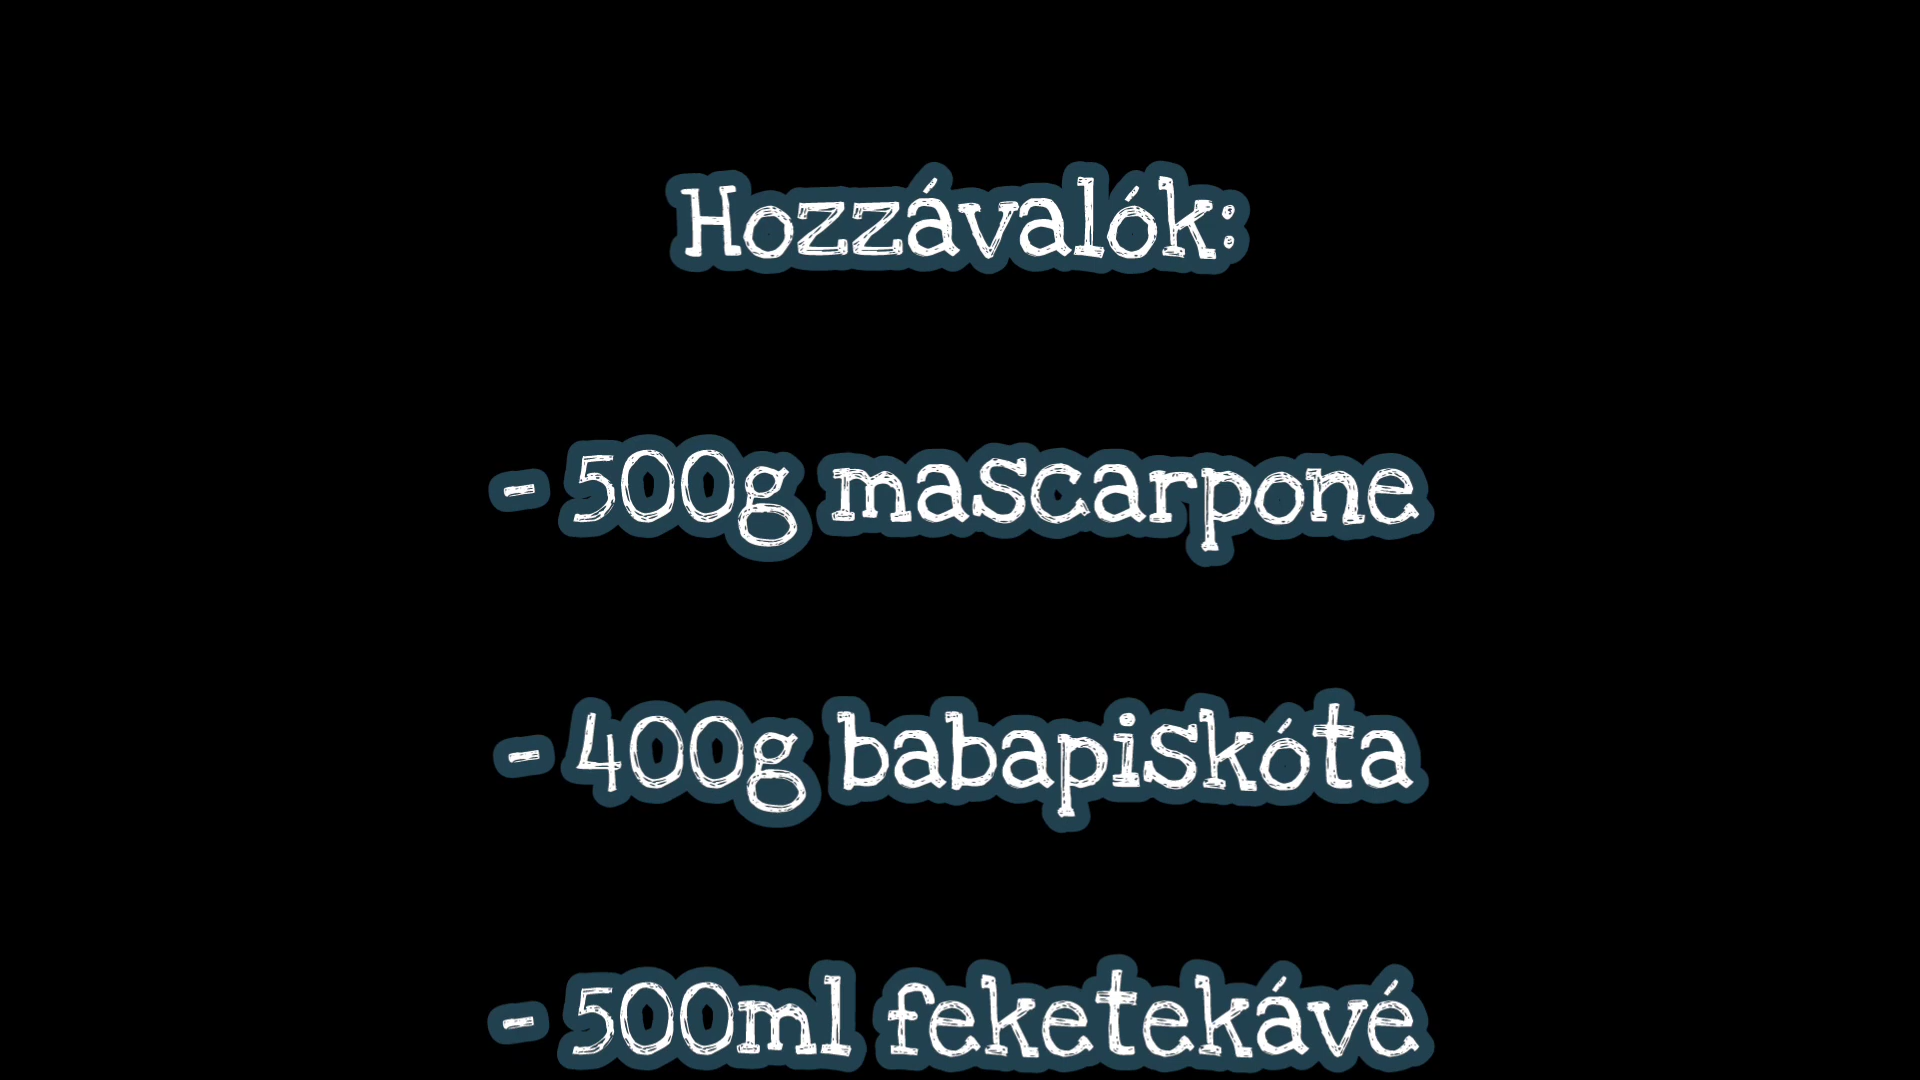 Hozzávalók:
- 500g mascarpone
- 400g babapiskóta
- 500ml feketekávé